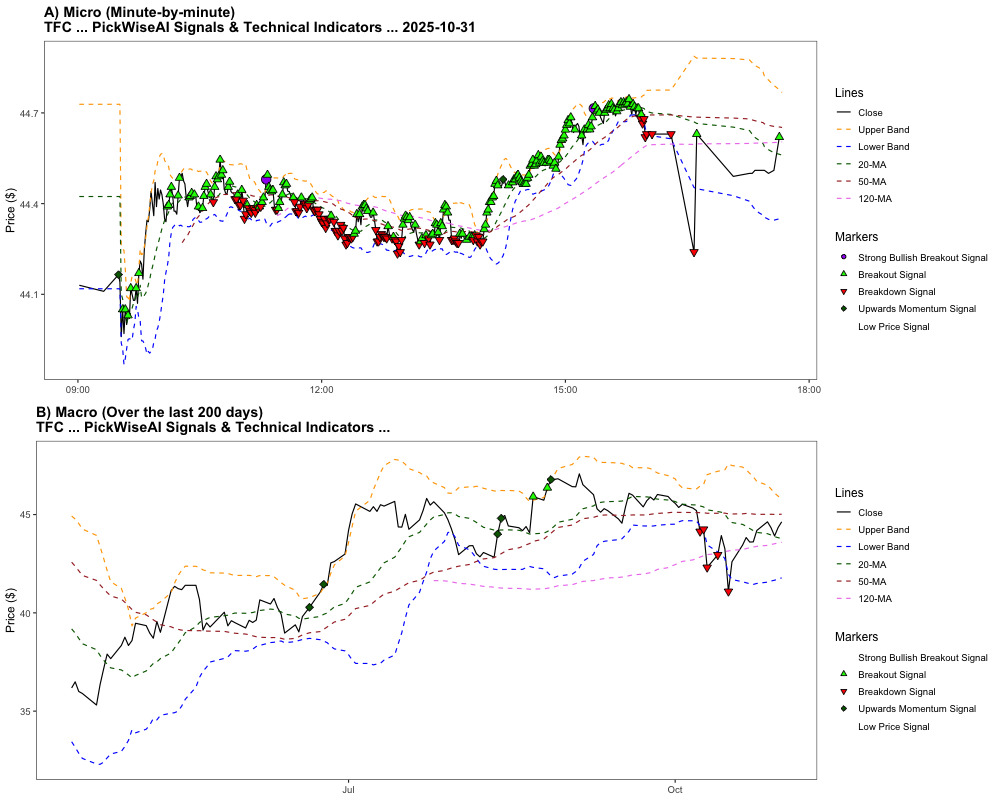 A) Micro (Minute-by-minute)
TFC ... PickWiseAI Signals & Technical Indicators ... 2025-10-31
Price ($)
44.7
44.4
44.1
09:00
12:00
15:00
18:00
Lines
Close
Upper Band
Lower Band
20-MA
50-MA
120-MA
Markers
Strong Bullish Breakout Signal
Breakout Signal
Breakdown Signal
Upwards Momentum Signal
Low Price Signal
B) Macro (Over the last 200 days)
TFC ... PickWiseAI Signals & Technical Indicators ...
Price ($)
45
40
35
Jul
Oct
Lines
Close
Upper Band
Lower Band
20-MA
50-MA
120-MA
Markers
Strong Bullish Breakout Signal
Breakout Signal
Breakdown Signal
Upwards Momentum Signal
Low Price Signal